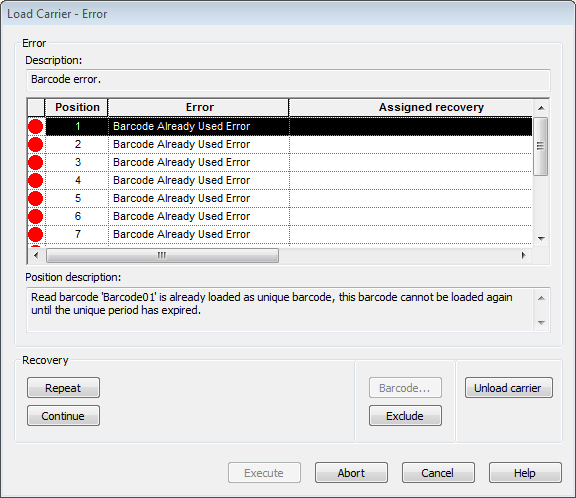 Load Carrier - Error
Error
Description:
Barcode error.
Position Error Assigned recovery
1 Barcode Already Used Error
2 Barcode Already Used Error
3 Barcode Already Used Error
4 Barcode Already Used Error
5 Barcode Already Used Error
6 Barcode Already Used Error
7 Barcode Already Used Error
Position description:
Read barcode 'Barcode01' is already loaded as unique barcode, this barcode cannot be loaded again
until the unique period has expired.
Recovery
Repeat Barcode... Unload carrier
Continue Exclude
Execute Abort Cancel Help